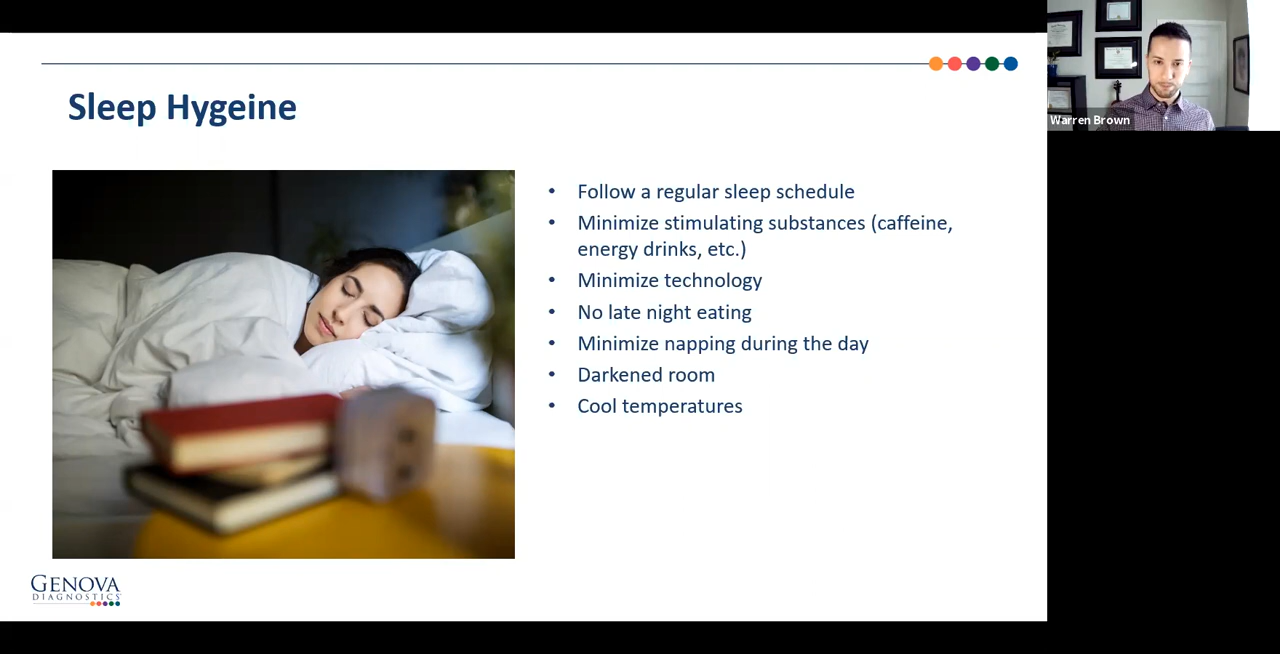 Sleep Hygeine
• Follow a regular sleep schedule
• Minimize stimulating substances (caffeine,
energy drinks, etc.)
• Minimize technology
• No late night eating
• Minimize napping during the day
• Darkened room
• Cool temperatures
GENOVA
DIAGNOSTICS
Warren Brown